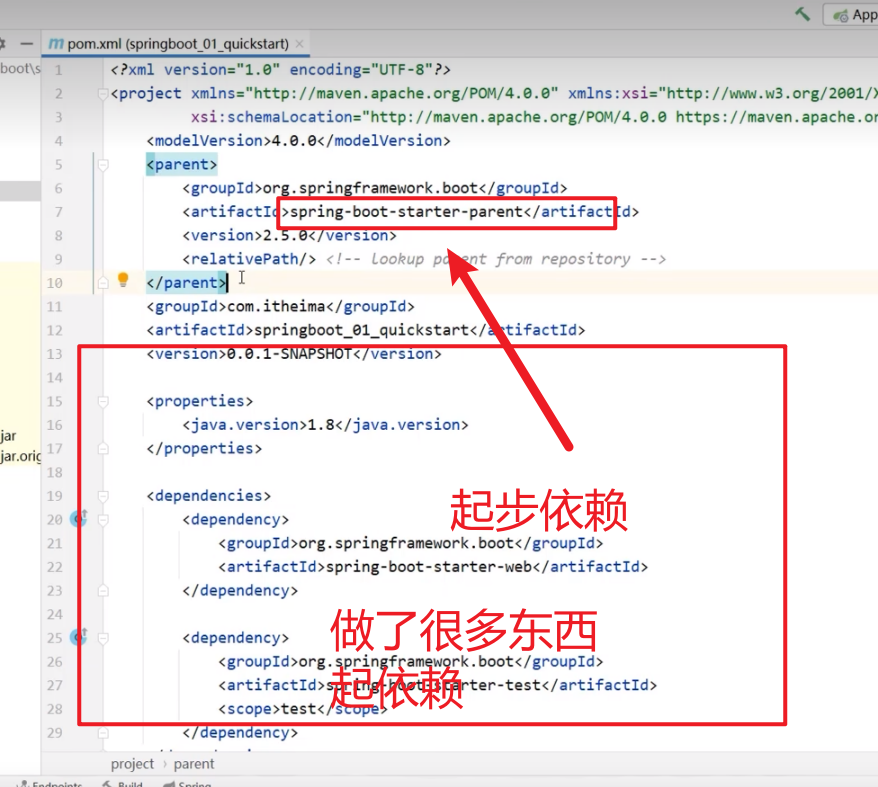 App
pom.xml (springboot_01_quickstart)
boot\s
1 <?xml version="1.0" encoding="UTF-8"?>
2 <project xmlns="http://maven.apache.org/POM/4.0.0" xmlns:xsi="http://www.w3.org/2001/X
3 xsi:schemaLocation="http://maven.apache.org/POM/4.0.0 https://maven.apache.or
4 <modelVersion>4.0.0</modelVersion>
5 <parent>
6 <groupId>org.springframework.boot</groupId>
7 <artifactId>spring-boot-starter-parent</artifactId>
8 <version>2.5.0</version>
9 <relativePath/> <!-- lookup parent from repository -->
10 </parent>
11 <groupId>com.itheima</groupId>
12 <artifactId>springboot_01_quickstart</artifactId>
13 <version>0.0.1-SNAPSHOT</version>
14
15 <properties>
16 <java.version>1.8</java.version>
17 </properties>
18
19 <dependencies>
20 <dependency>
21 <groupId>org.springframework.boot</groupId>
22 <artifactId>spring-boot-starter-web</artifactId>
23 </dependency>
24
25 <dependency>
26 <groupId>org.springframework.boot</groupId>
27 <artifactId>spring-boot-starter-test</artifactId>
28 <scope>test</scope>
29 </dependency>
jar
jar.orig
起步依赖
做了很多东西
起依赖
project › parent
Endpoints Build Spring